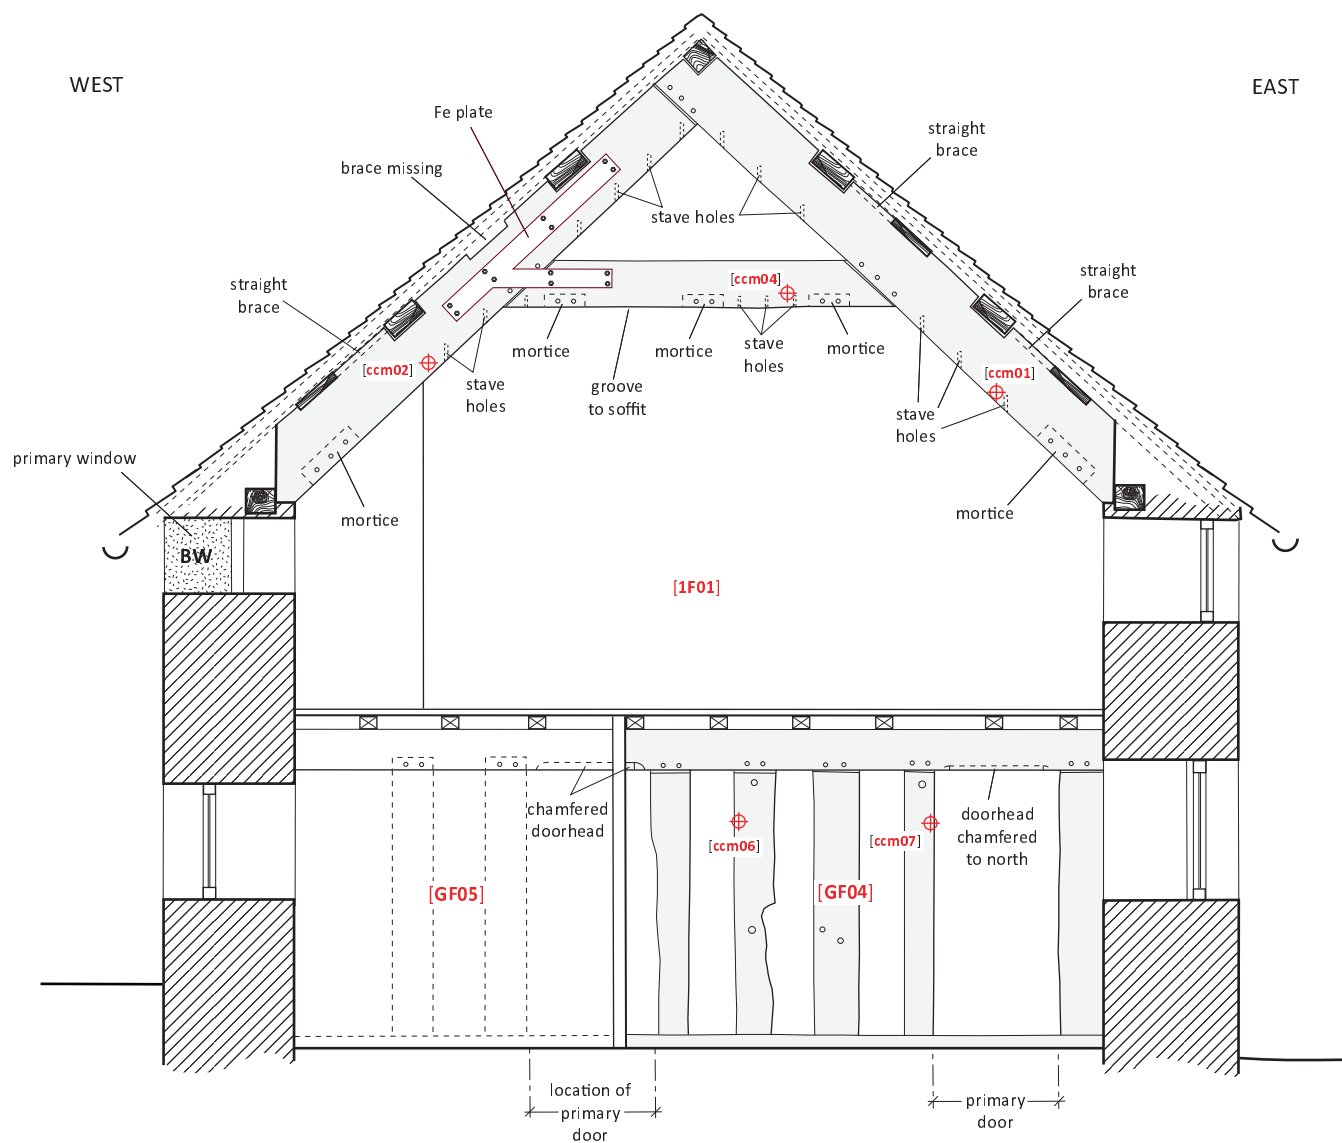 WEST
EAST
Fe plate
straight
brace
brace missing
stave holes
straight
brace
straight
brace
[ccm04]
mortice
mortice
stave
holes
mortice
[ccm02]
[ccm01]
stave
holes
groove
to soffit
stave
holes
primary window
mortice
mortice
BW
[1F01]
chamfered
doorhead
doorhead
chamfered
to north
[ccm06]
[ccm07]
[GF05]
[GF04]
location of
primary
door
primary
door